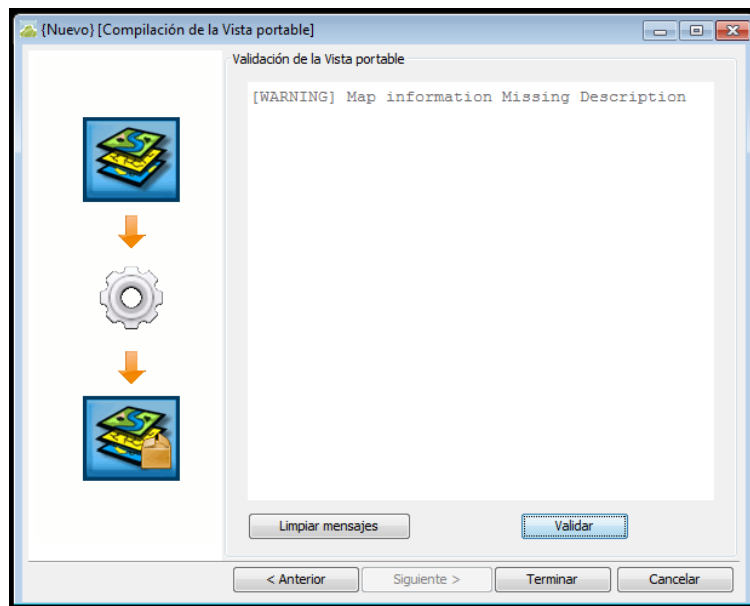 {Nuevo} [Compilación de la Vista portable]
Validación de la Vista portable
[WARNING] Map information Missing Description
Limpiar mensajes
Validar
< Anterior
Siguiente >
Terminar
Cancelar